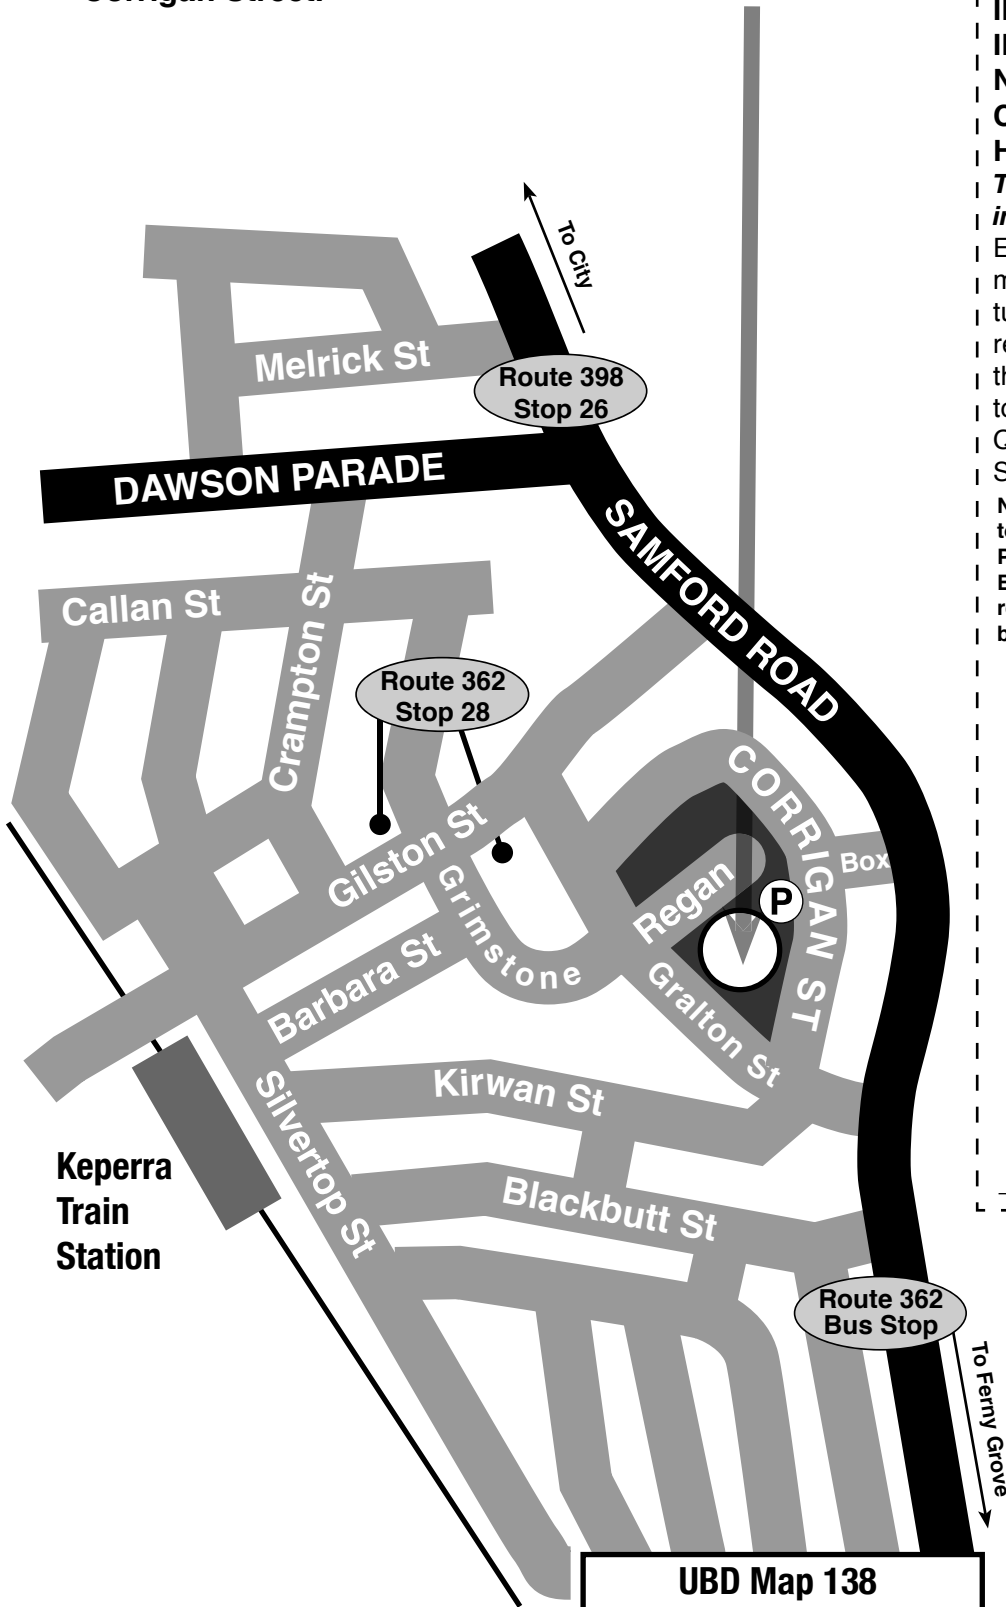 Corrigan Street.
To City
Melrick St
Route 398
Stop 26
DAWSON PARADE
SAMFORD ROAD
Callan St
Crampton St
Route 362
Stop 28
CORRIGAN ST
Box
Gilston St
Regan
P
Grimstone
Barbara St
Gralton St
Kirwan St
Silvertop St
Keperra
Train
Station
Blackbutt St
Route 362
Bus Stop
To Ferny Grove
UBD Map 138